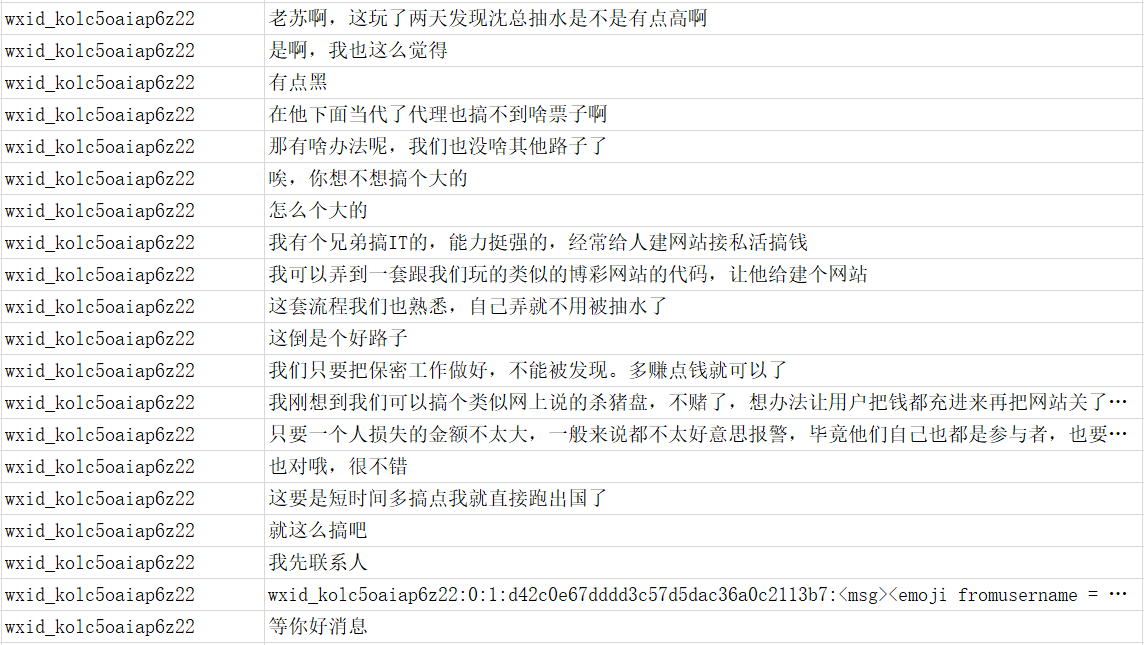 wxid_kolc5oaiap6z22 老苏啊，这玩了两天发现沈总抽水是不是有点高啊
wxid_kolc5oaiap6z22 是啊，我也这么觉得
wxid_kolc5oaiap6z22 有点黑
wxid_kolc5oaiap6z22 在他下面当代了代理也搞不到啥票子啊
wxid_kolc5oaiap6z22 那有啥办法呢，我们也没啥其他路子了
wxid_kolc5oaiap6z22 唉，你想不想搞个大的
wxid_kolc5oaiap6z22 怎么个大的
wxid_kolc5oaiap6z22 我有个兄弟搞IT的，能力挺强的，经常给人建网站接私活搞钱
wxid_kolc5oaiap6z22 我可以弄到一套跟我们玩的类似的博彩网站的代码，让他给建个网站
wxid_kolc5oaiap6z22 这套流程我们也熟悉，自己弄就不用被抽水了
wxid_kolc5oaiap6z22 这倒是个好路子
wxid_kolc5oaiap6z22 我们只要把保密工作做好，不能被发现。多赚点钱就可以了
wxid_kolc5oaiap6z22 我刚想到我们可以搞个类似网上说的杀猪盘，不赌了，想办法让用户把钱都充进来再把网站关了…
wxid_kolc5oaiap6z22 只要一个人损失的金额不太大，一般来说都不太好意思报警，毕竟他们自己也都是参与者，也要…
wxid_kolc5oaiap6z22 也对哦，很不错
wxid_kolc5oaiap6z22 这要是短时间多搞点我就直接跑出国了
wxid_kolc5oaiap6z22 就这么搞吧
wxid_kolc5oaiap6z22 我先联系人
wxid_kolc5oaiap6z22 wxid_kolc5oaiap6z22:0:1:d42c0e67dddd3c57d5dac36a0c2113b7:<msg><emoji fromusername = …
wxid_kolc5oaiap6z22 等你好消息